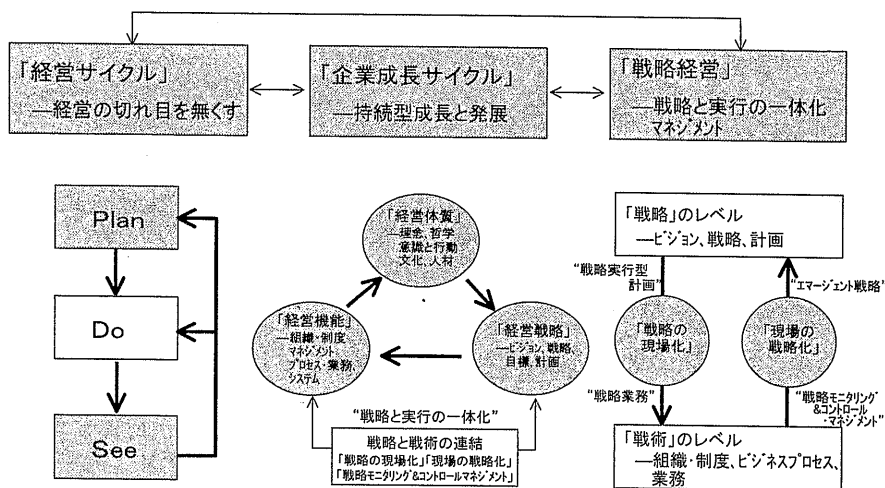 「経営サイクル」
―経営の切れ目を無くす
「企業成長サイクル」
―持続型成長と発展
「戦略経営」
―戦略と実行の一体化
マネジメント
Plan
Do
See
「経営体質」
―理念、哲学
意識と行動
文化、人材
「経営機能」
―組織・制度
マネジメント
プロセス・業務、
システム
「経営戦略」
―ビジョン、戦略、
目標、計画
“戦略と実行の一体化”
戦略と戦術の連結
「戦略の現場化」「現場の戦略化」
「戦略モニタリング&コントロールマネジメント」
「戦略」のレベル
―ビジョン、戦略、計画
“戦略実行型
計画”
“エマージェント戦略”
「戦略の
現場化」
「現場の
戦略化」
“戦略業務”
“戦略モニタリング
&コントロール
・マネジメント”
「戦術」のレベル
―組織・制度、ビジネスプロセス、
業務